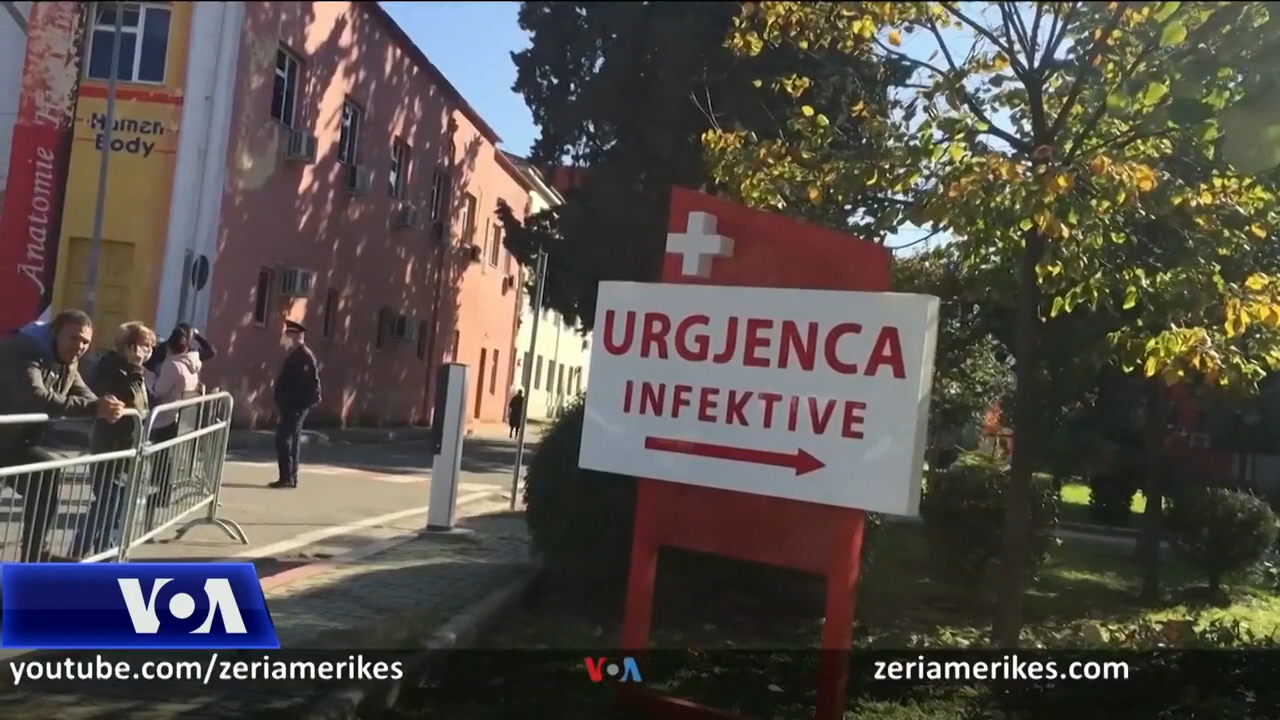 Anatomie
Human
Body
URGJENCA
INFEKTIVE
VOA
youtube.com/zeriamerikes
VOA
zeriamerikes.com